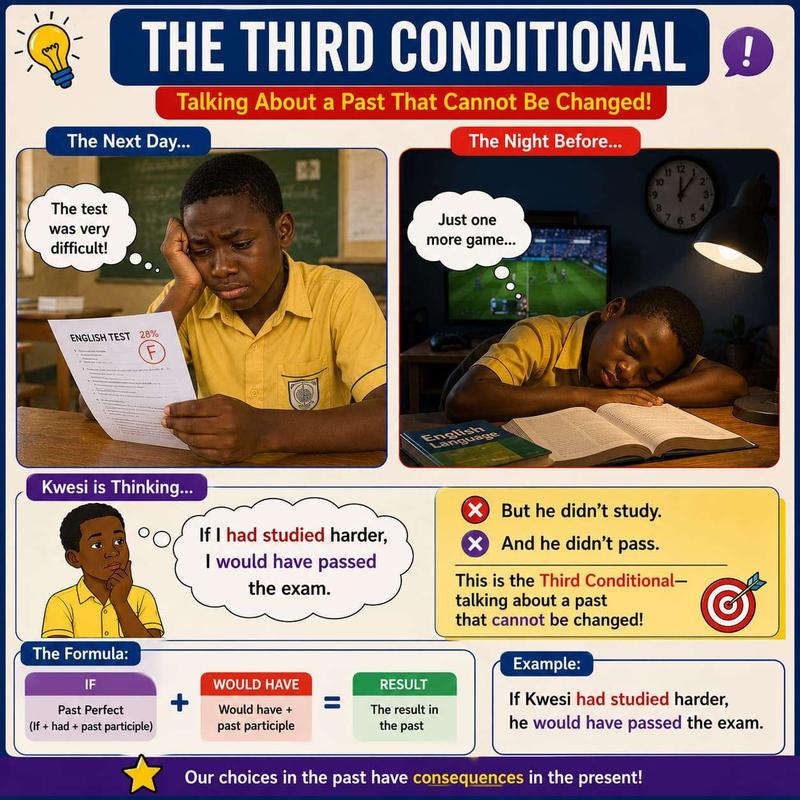 THE THIRD CONDITIONAL
!
Talking About a Past That Cannot Be Changed!
The Next Day...
The test
was very
difficult!
ENGLISH TEST 28%
F
The Night Before...
Just one
more game...
English
Language
Kwesi is Thinking...
If I had studied harder,
I would have passed
the exam.
But he didn't study.
And he didn't pass.
This is the Third Conditional—
talking about a past
that cannot be changed!
The Formula:
IF
Past Perfect
(If + had + past participle)
+
WOULD HAVE
Would have +
past participle
=
RESULT
The result in
the past
Example:
If Kwesi had studied harder,
he would have passed the exam.
Our choices in the past have consequences in the present!